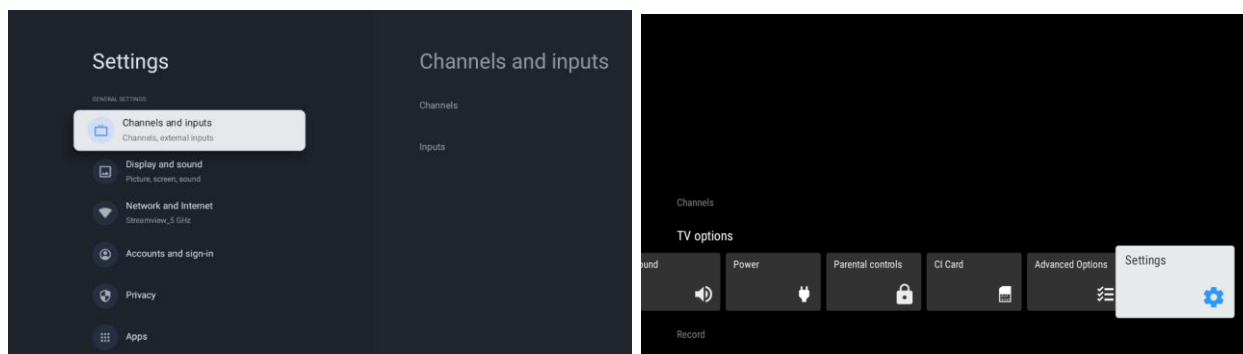 Settings
GENERAL SETTINGS
Channels and inputs
Channels, external inputs
Display and sound
Picture, screen, sound
Network and Internet
Streamview_5 GHz
Accounts and sign-in
Privacy
Apps
Channels and inputs
Channels
Inputs
Channels
TV options
ound
Power
Parental controls
CI Card
Advanced Options
Settings
Record